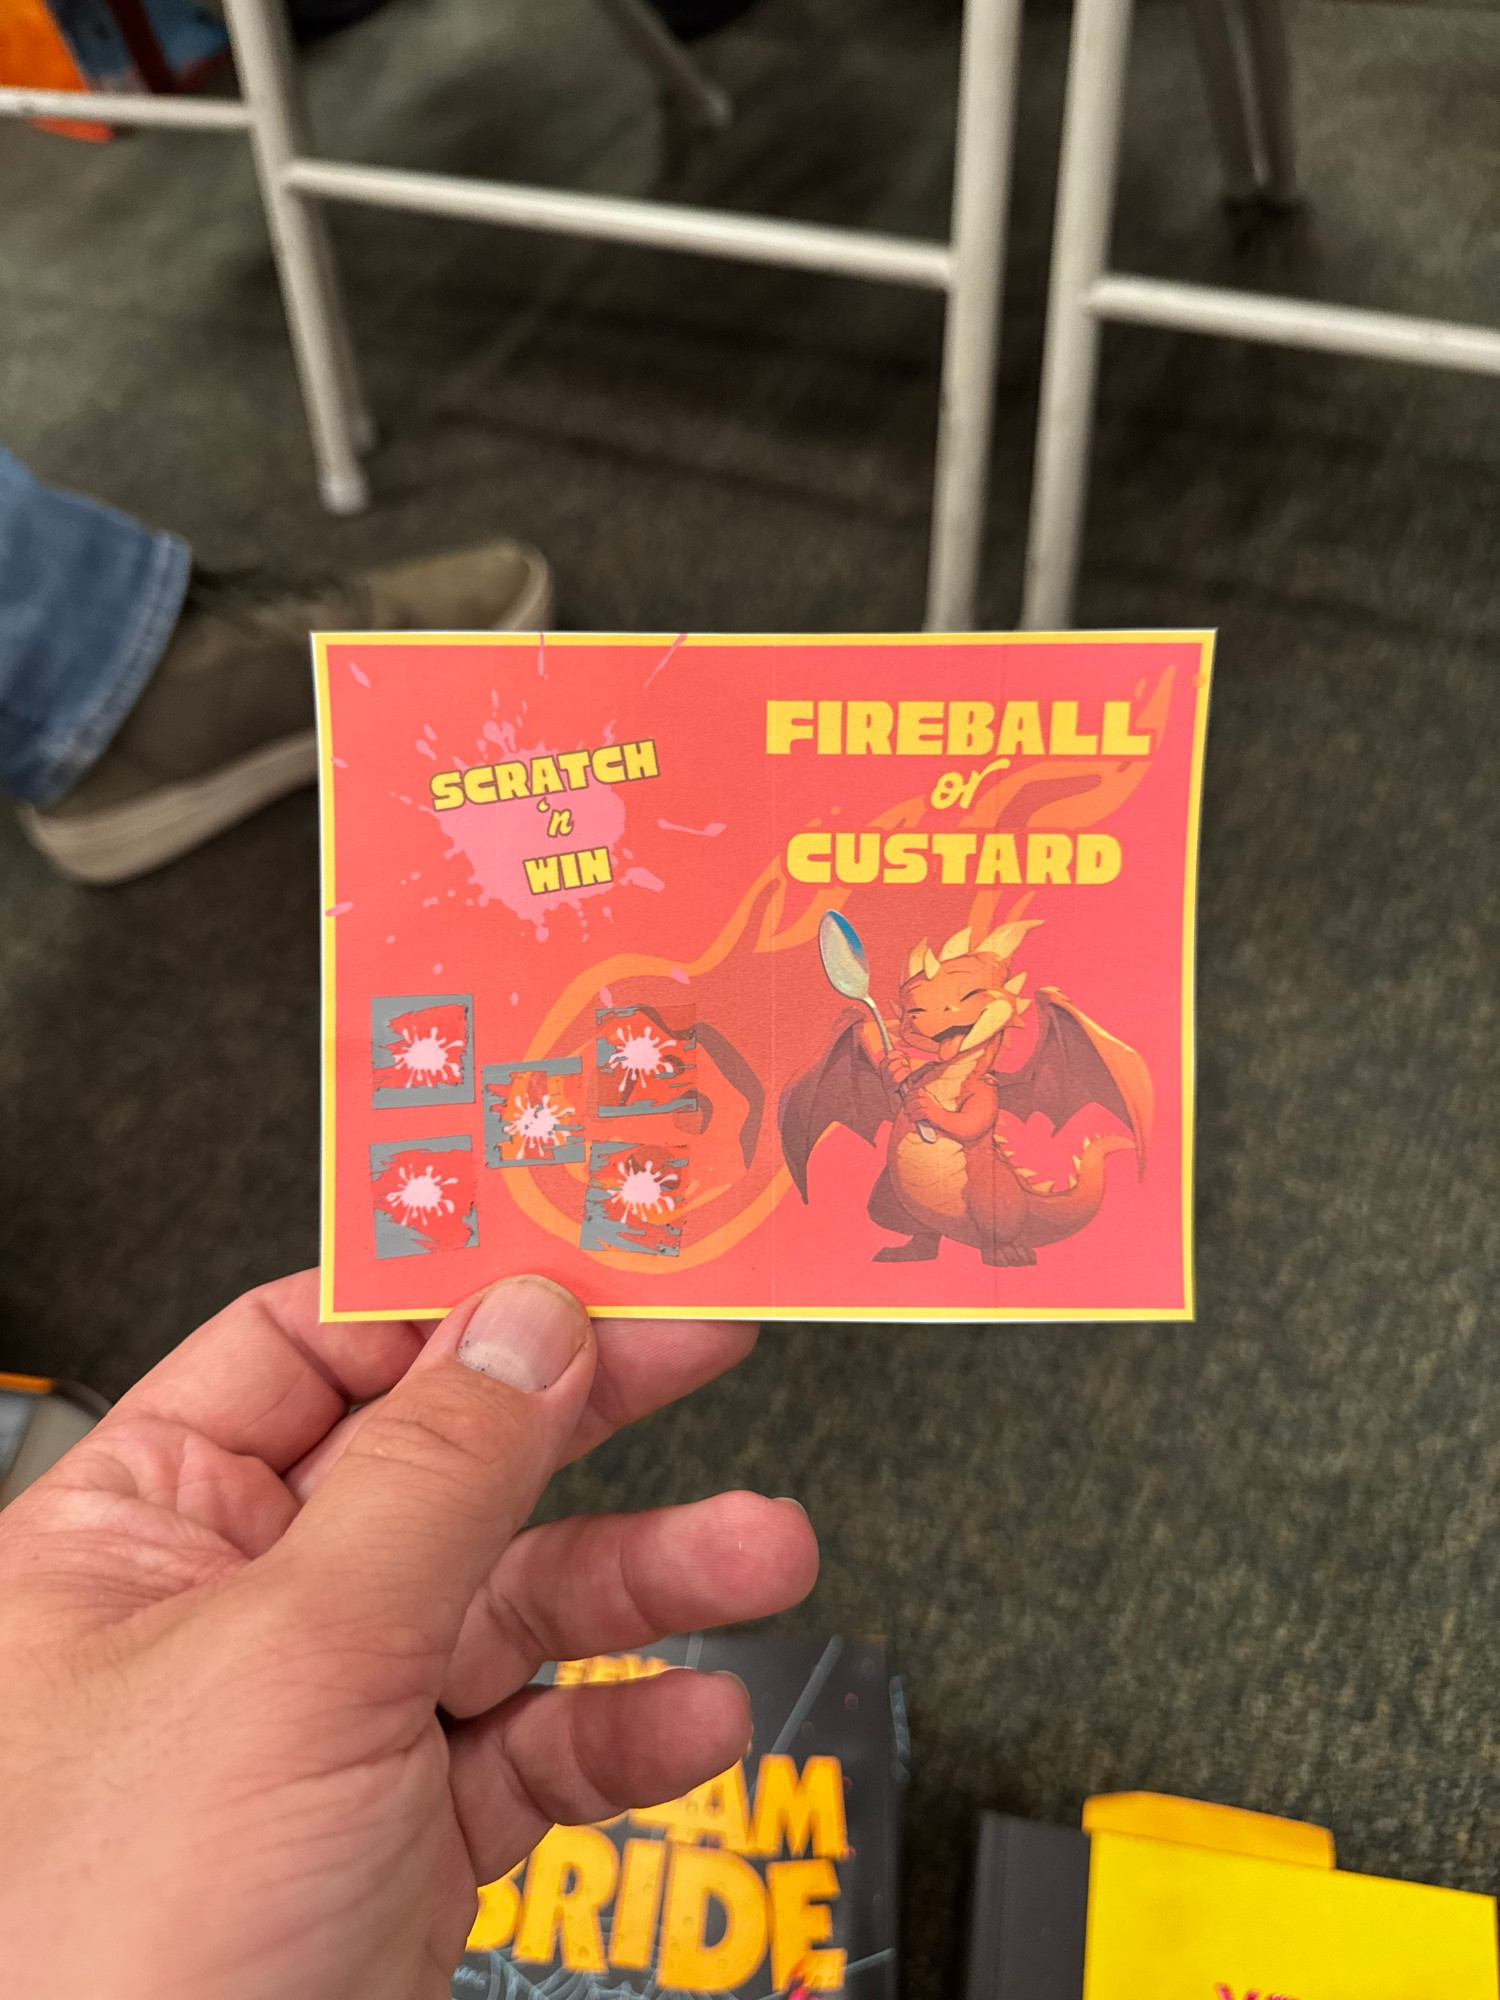 SCRATCH
'n
WIN
FIREBALL
or
CUSTARD
BRIDE